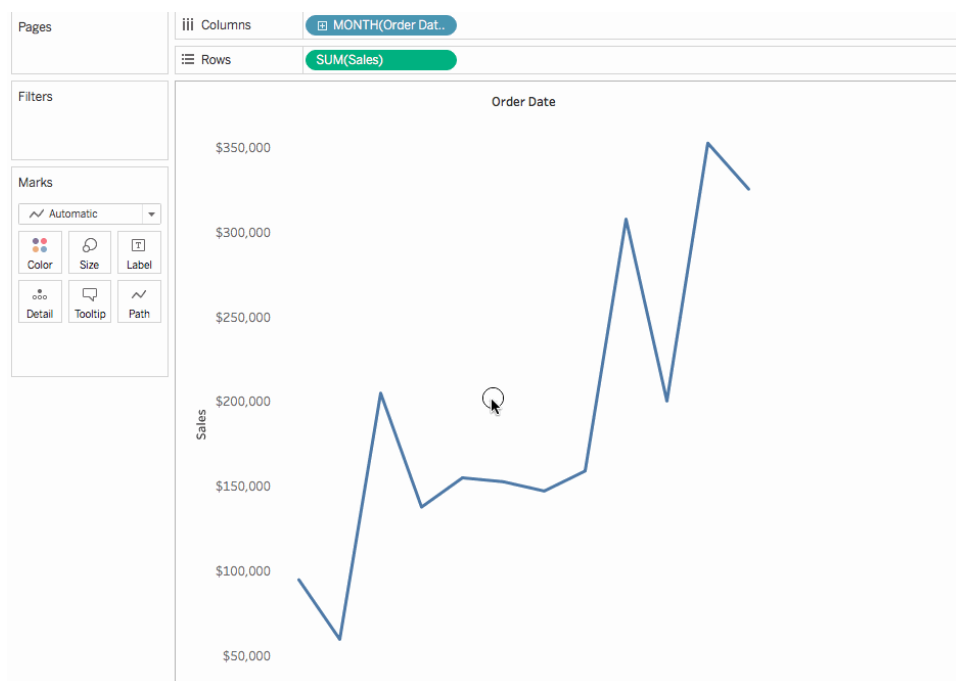 Pages
Columns
MONTH(Order Dat..
Rows
SUM(Sales)
Filters
Marks
Automatic
Color
Size
Label
Detail
Tooltip
Path
Order Date
$350,000
$300,000
$250,000
$200,000
$150,000
$100,000
$50,000
Sales